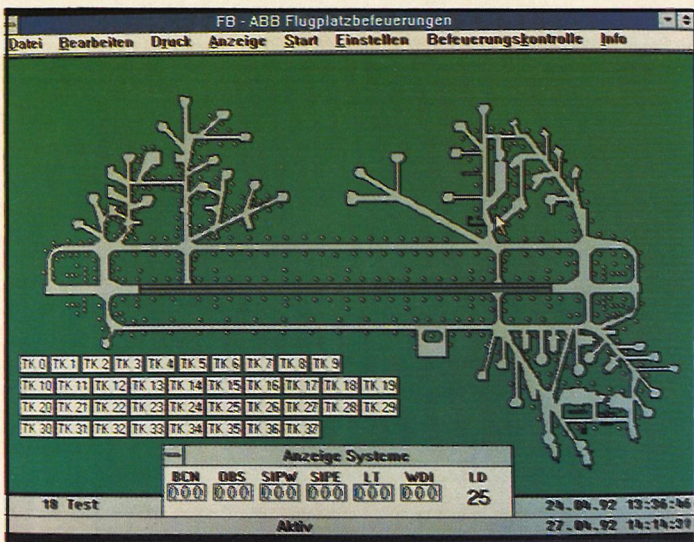 FB - ABB Flugplatzbefeuerungen
Datei Bearbeiten Druck Anzeige Start Einstellen Befeuerungskontrolle Info
TK 0 TK 1 TK 2 TK 3 TK 4 TK 5 TK 6 TK 7 TK 8 TK 9
TK 10 TK 11 TK 12 TK 13 TK 14 TK 15 TK 16 TK 17 TK 18 TK 19
TK 20 TK 21 TK 22 TK 23 TK 24 TK 25 TK 26 TK 27 TK 28 TK 29
TK 30 TK 31 TK 32 TK 33 TK 34 TK 35 TK 36 TK 37
Anzeige Systeme
BCN OBS SIPW SIPE LT WDI LD
000 000 000 000 000 000 25
18 Test
24.04.92 13:36:46
Aktiv
27.04.92 14:14:31